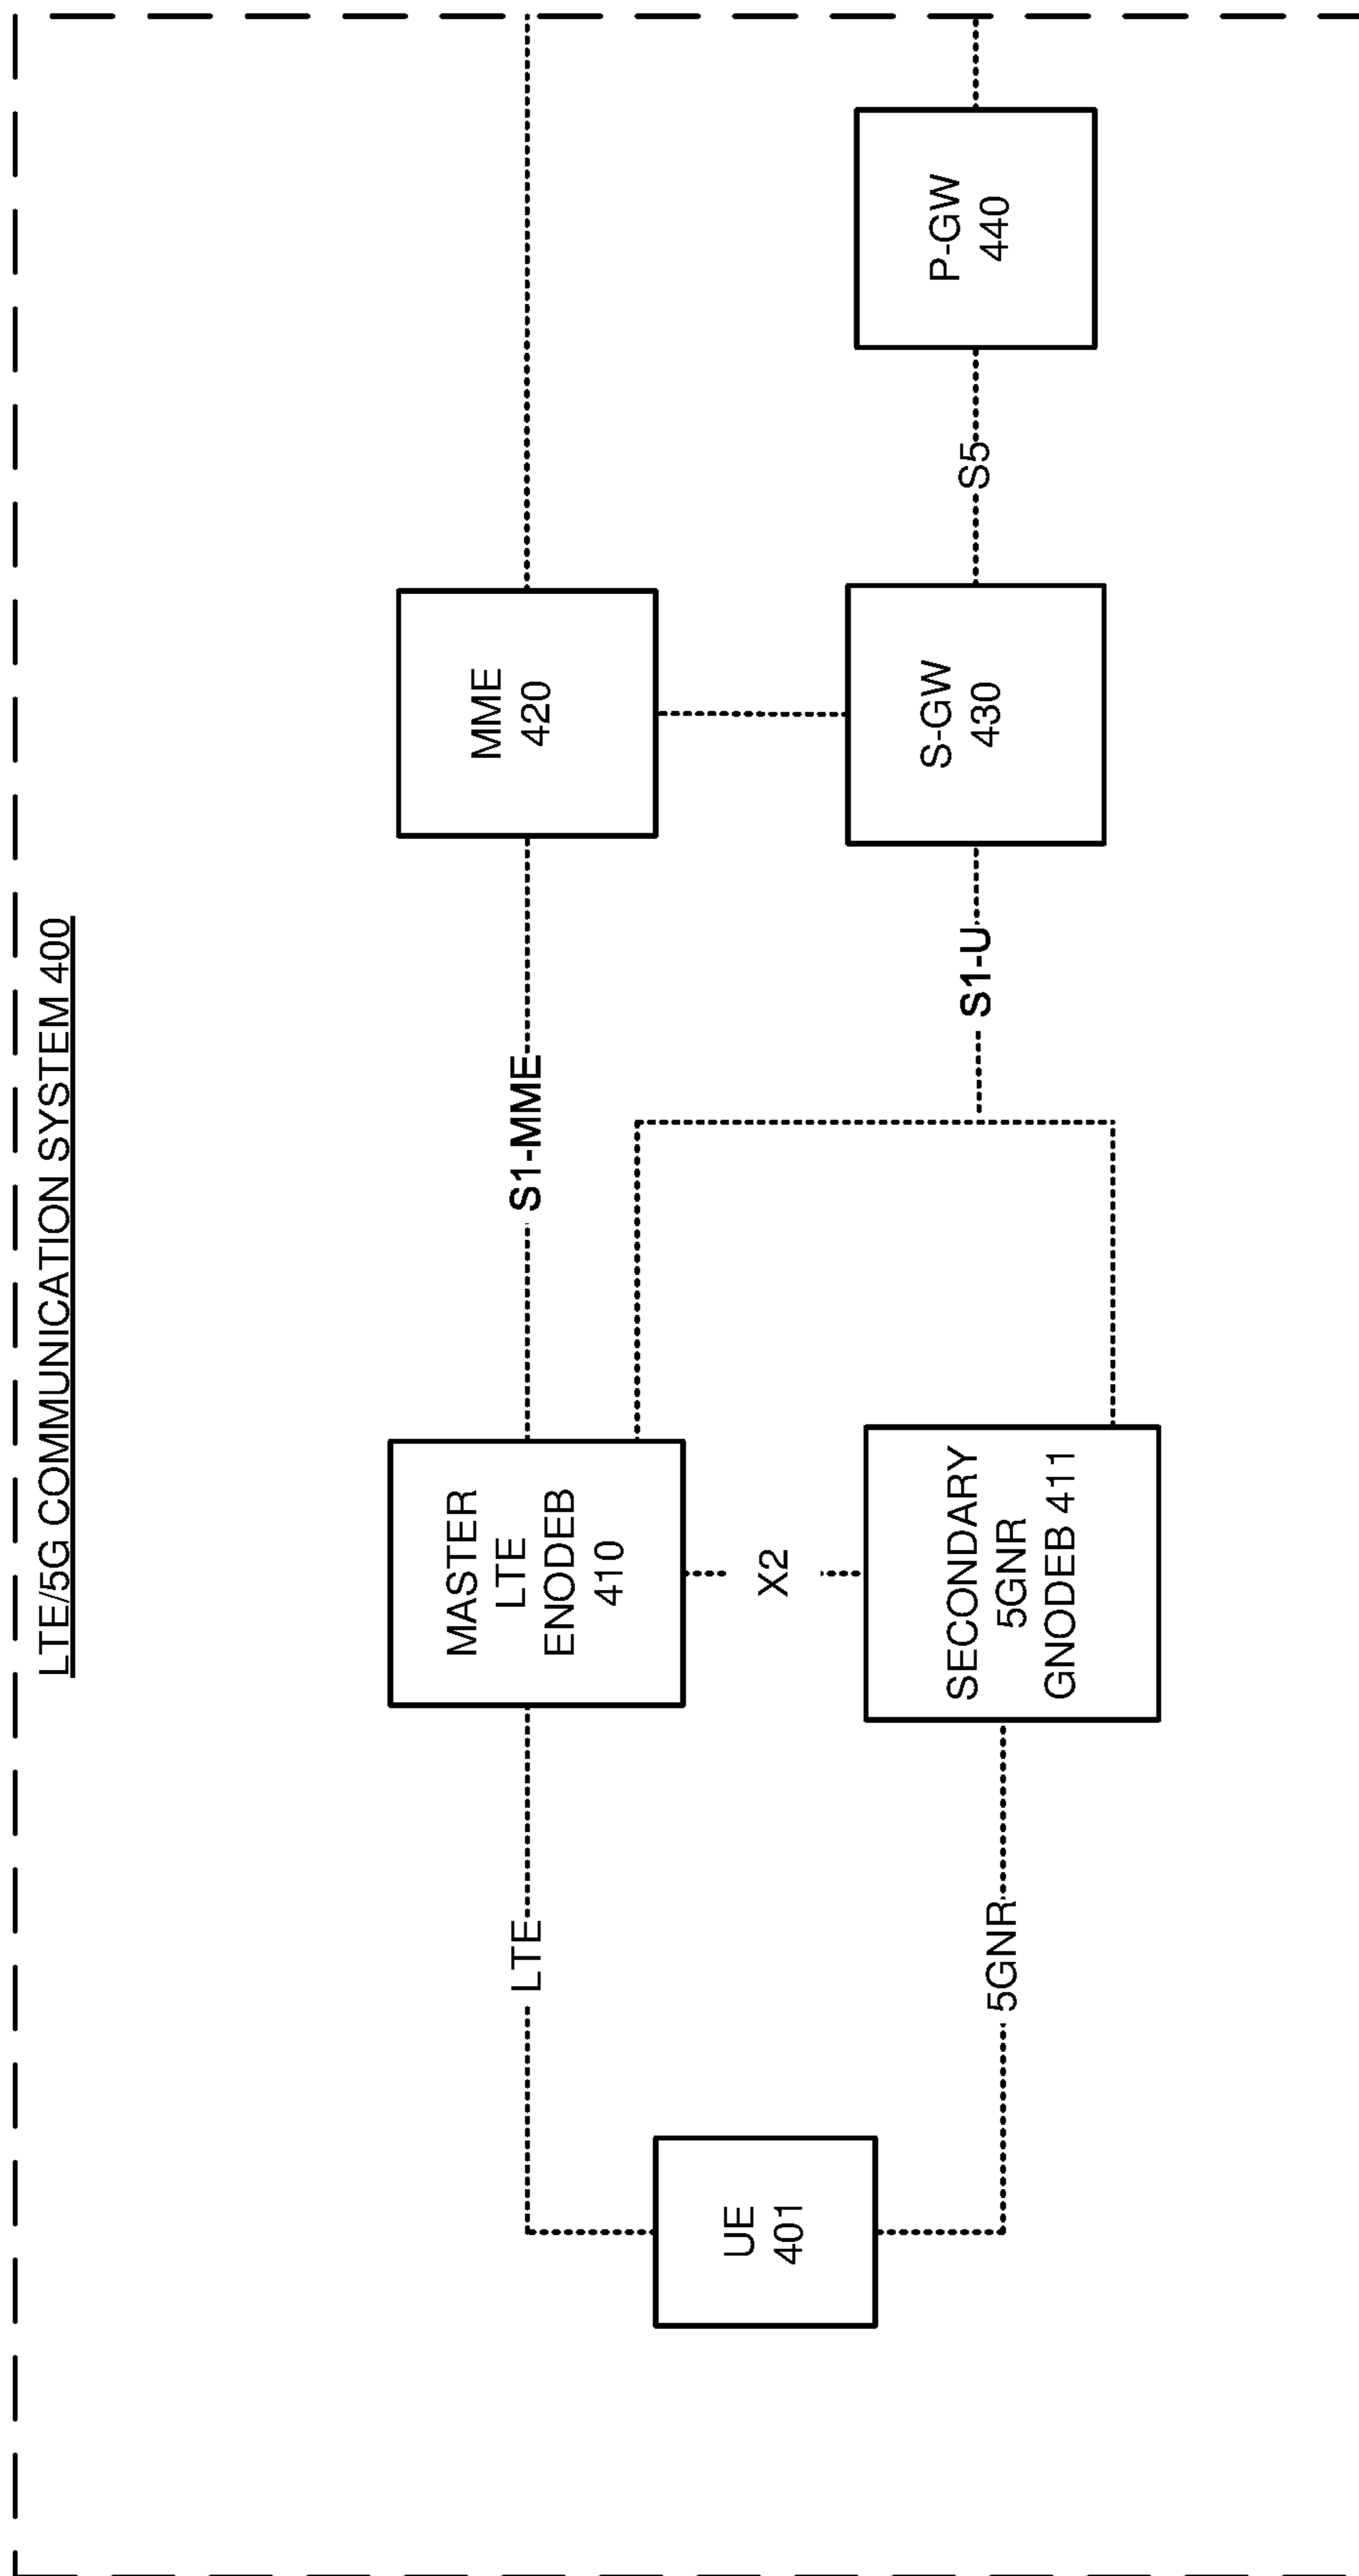 LTE/5G COMMUNICATION SYSTEM 400
UE
401
LTE
5GNR
MASTER
LTE
ENODEB
410
X2
SECONDARY
5GNR
GNODEB 411
S1-MME
S1-U
MME
420
S-GW
430
S5
P-GW
440